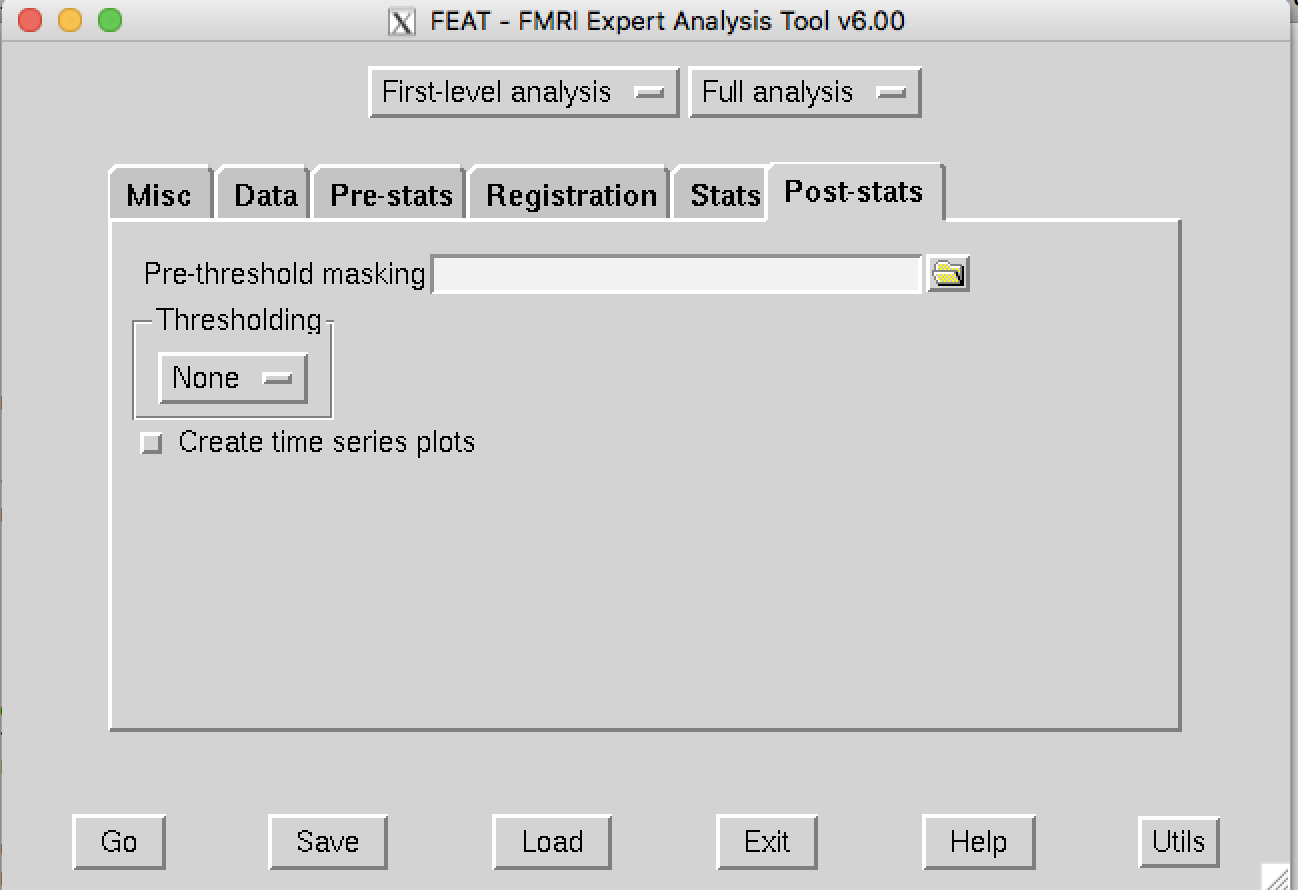 FEAT - FMRI Expert Analysis Tool v6.00
First-level analysis Full analysis
Misc Data Pre-stats Registration Stats Post-stats
Pre-threshold masking
Thresholding
None
Create time series plots
Go Save Load Exit Help Utils